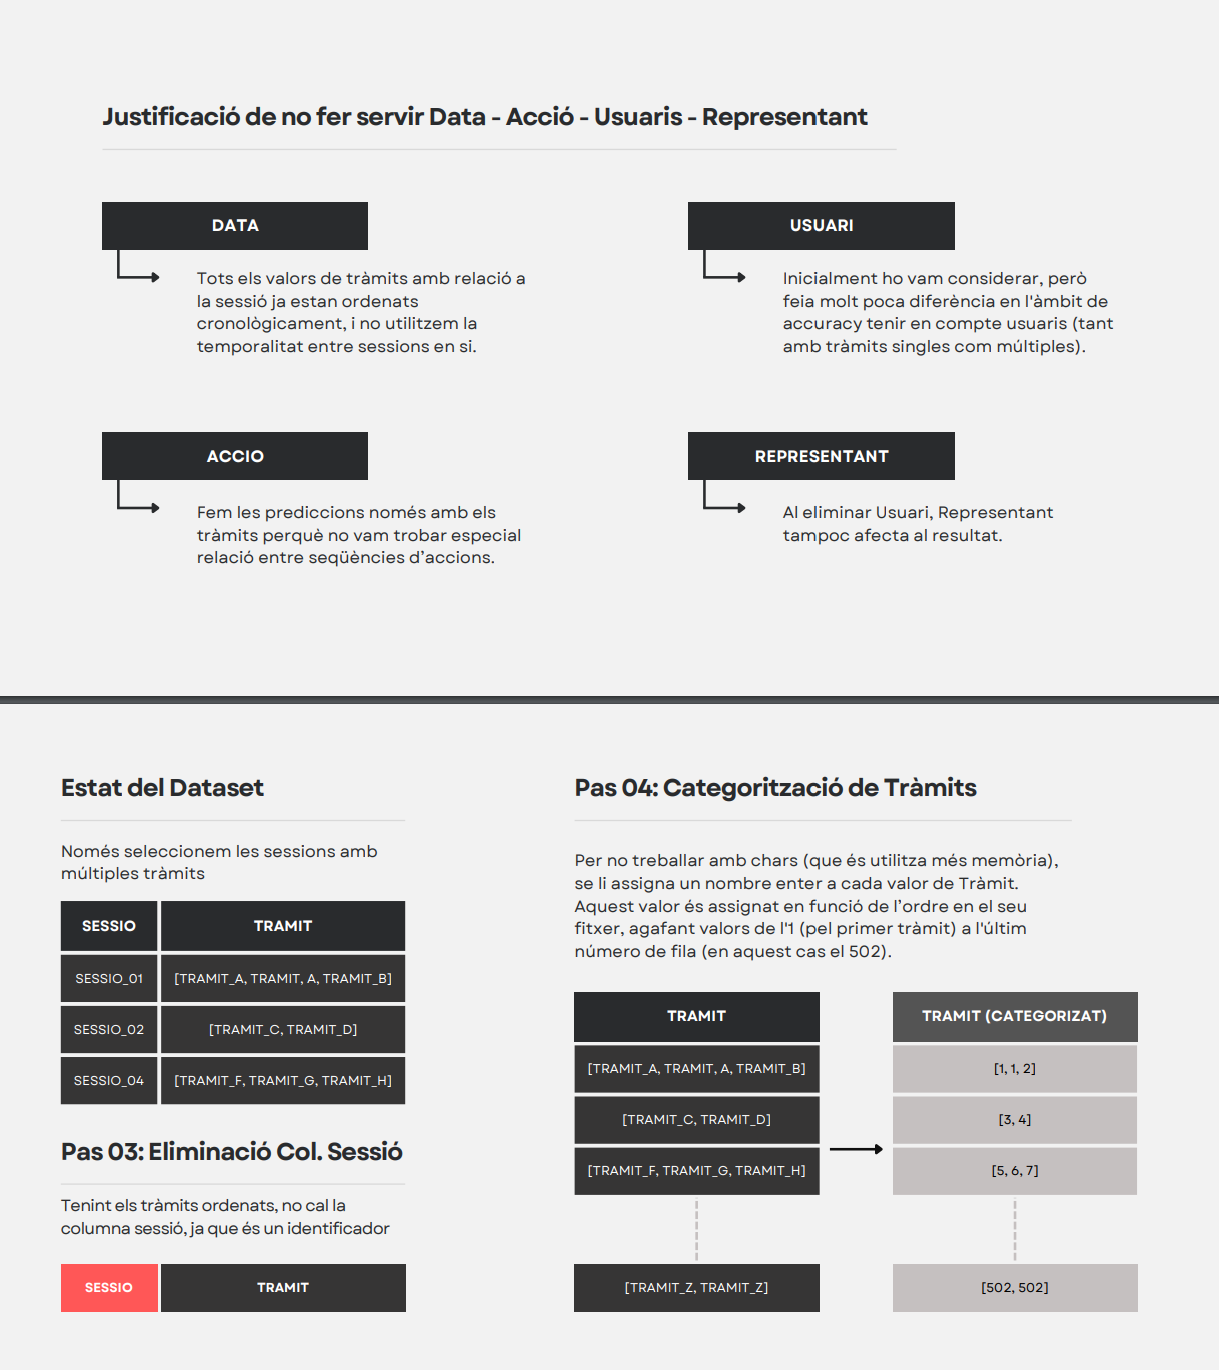 Justificació de no fer servir Data - Acció - Usuaris - Representant
DATA
Tots els valors de tràmits amb relació a
la sessió ja estan ordenats
cronològicament, i no utilitzem la
temporalitat entre sessions en si.
USUARI
Inicialment ho vam considerar, però
feia molt poca diferència en l'àmbit de
accuracy tenir en compte usuaris (tant
amb tràmits singles com múltiples).
ACCIO
Fem les prediccions només amb els
tràmits perquè no vam trobar especial
relació entre seqüències d’accions.
REPRESENTANT
Al eliminar Usuari, Representant
tampoc afecta al resultat.
Estat del Dataset
Només seleccionem les sessions amb
múltiples tràmits
SESSIO TRAMIT
SESSIO_01 [TRAMIT_A, TRAMIT, A, TRAMIT_B]
SESSIO_02 [TRAMIT_C, TRAMIT_D]
SESSIO_04 [TRAMIT_F, TRAMIT_G, TRAMIT_H]
Pas 03: Eliminació Col. Sessió
Tenint els tràmits ordenats, no cal la
columna sessió, ja que és un identificador
SESSIO TRAMIT
Pas 04: Categorització de Tràmits
Per no treballar amb chars (que és utilitza més memòria),
se li assigna un nombre enter a cada valor de Tràmit.
Aquest valor és assignat en funció de l’ordre en el seu
fitxer, agafant valors de l'1 (pel primer tràmit) a l'últim
número de fila (en aquest cas el 502).
TRAMIT TRAMIT (CATEGORIZAT)
[TRAMIT_A, TRAMIT, A, TRAMIT_B] [1, 1, 2]
[TRAMIT_C, TRAMIT_D] [3, 4]
[TRAMIT_F, TRAMIT_G, TRAMIT_H] [5, 6, 7]
[TRAMIT_Z, TRAMIT_Z] [502, 502]